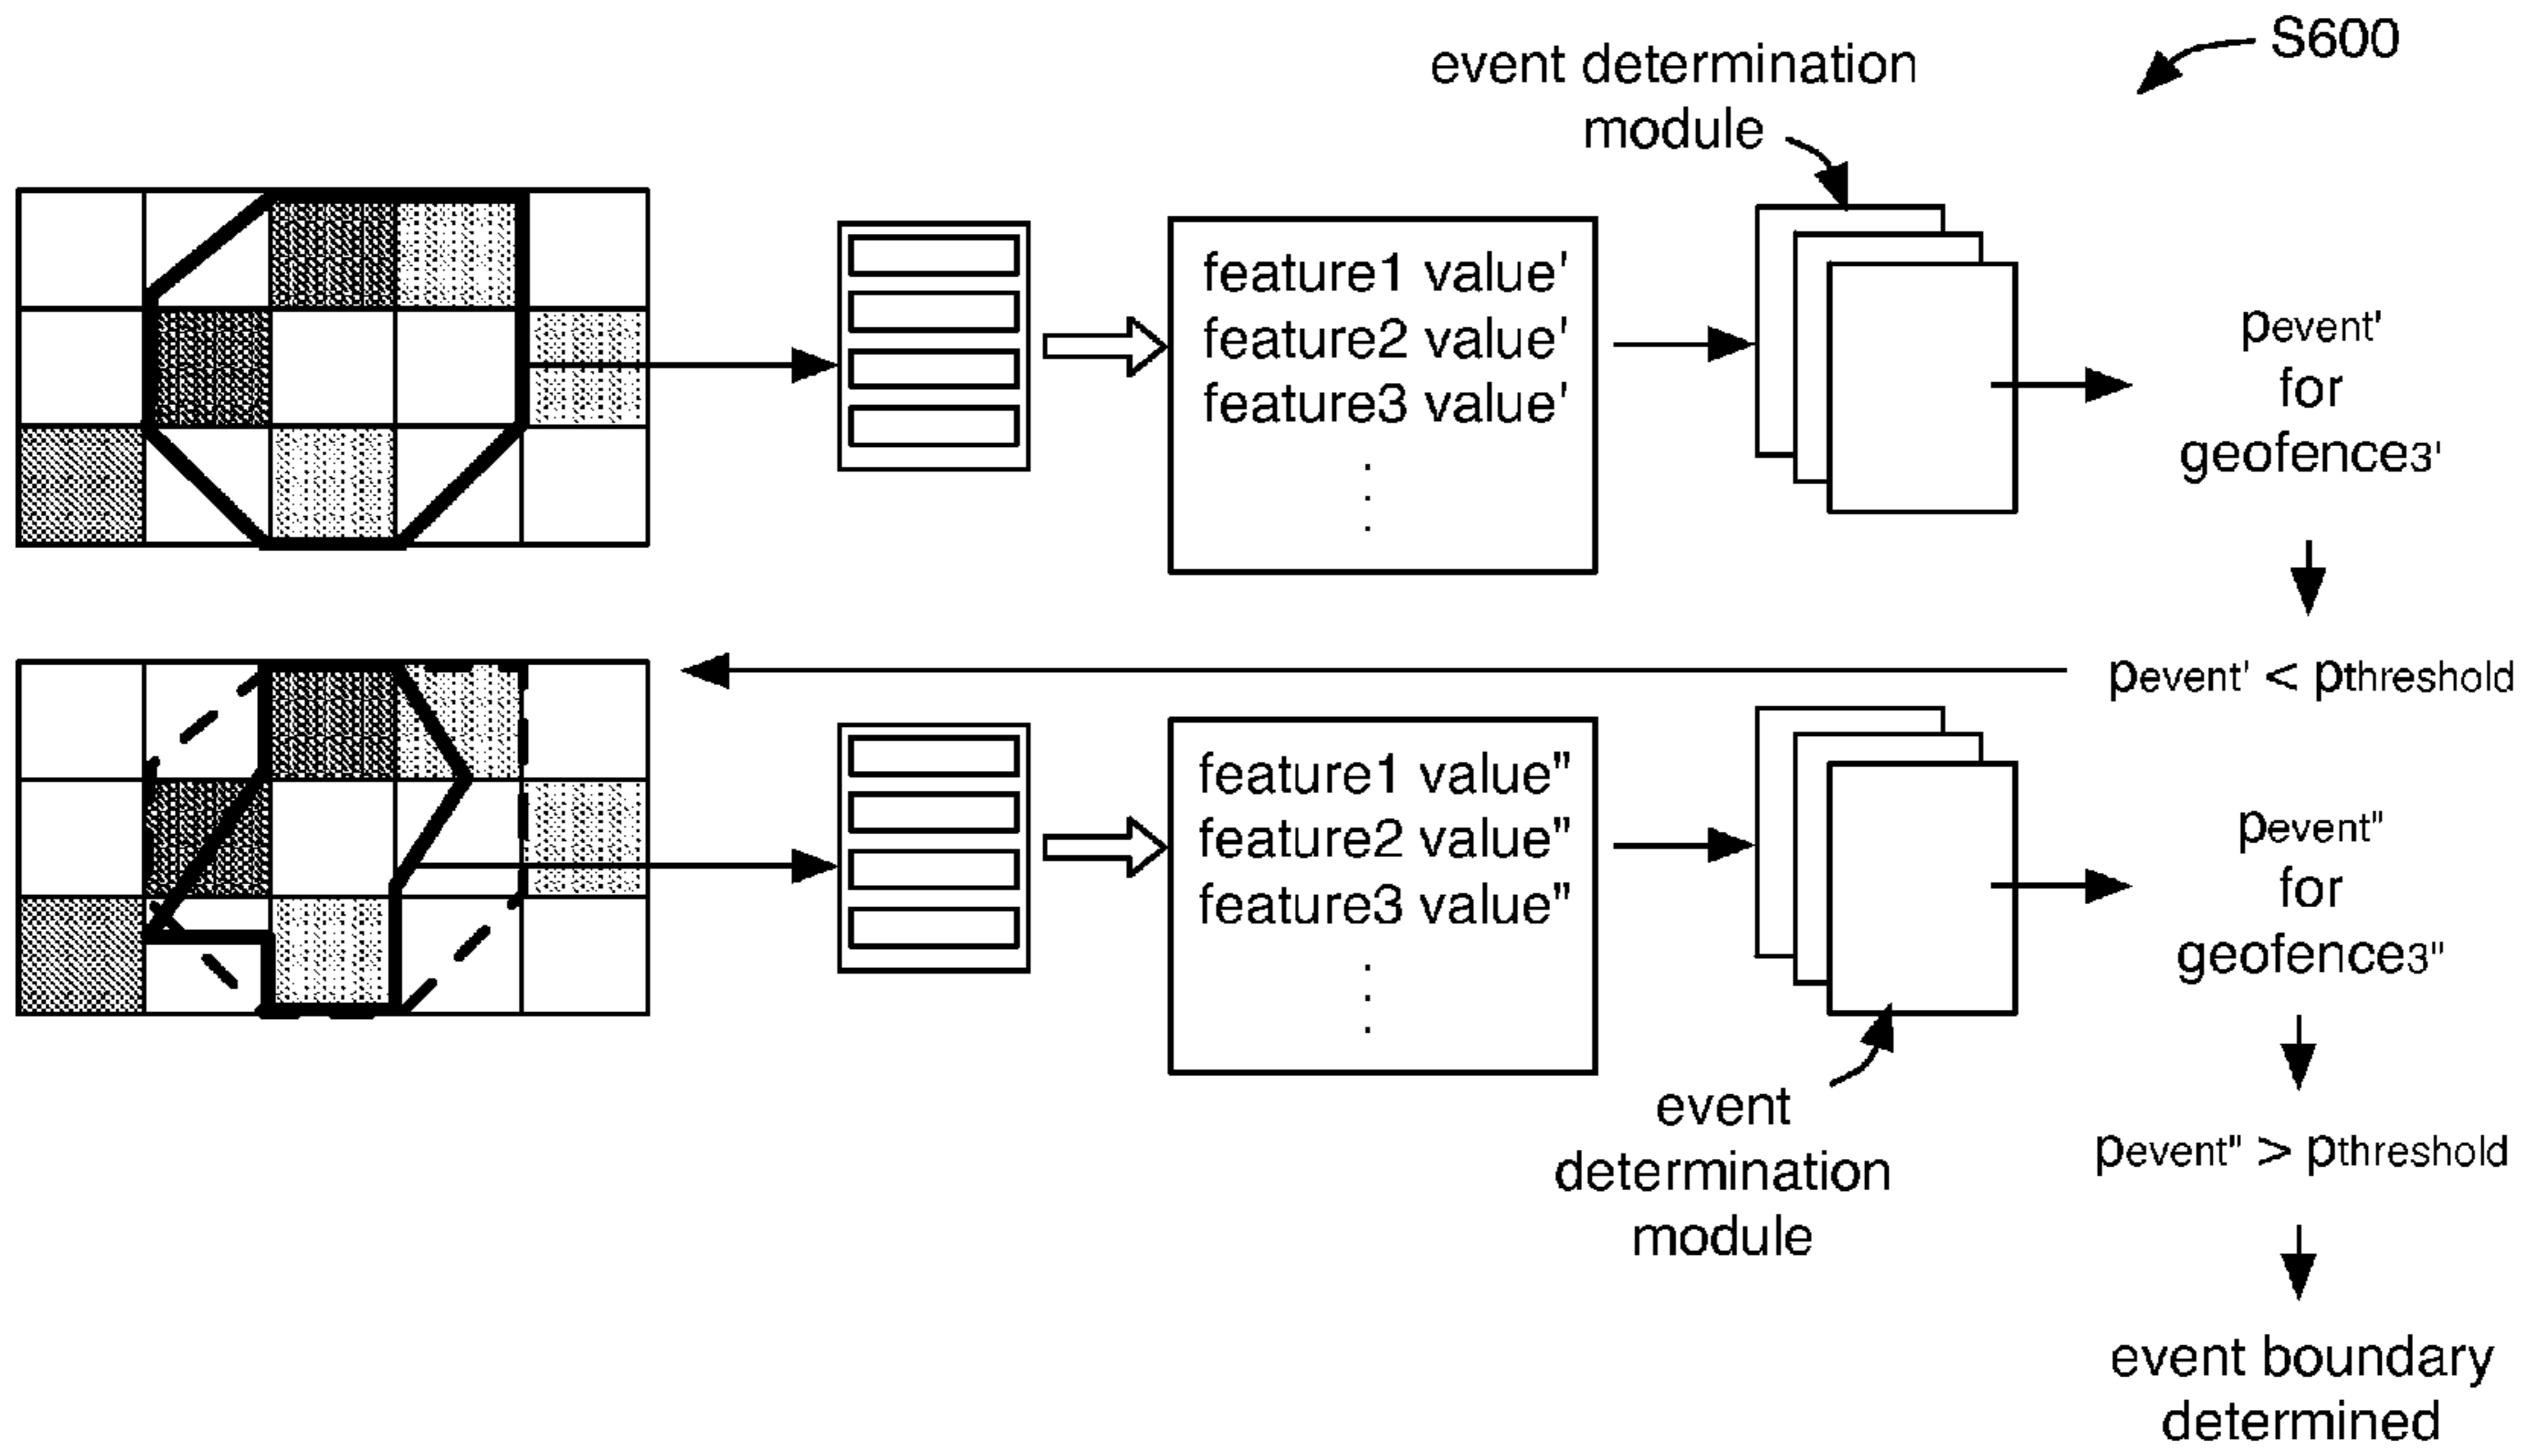 S600
event determination
module
feature1 value'
feature2 value'
feature3 value'
.
.
.
pevent'
for
geofence3'
pevent' < pthreshold
feature1 value"
feature2 value"
feature3 value"
.
.
.
pevent"
for
geofence3"
event
determination
module
pevent" > pthreshold
event boundary
determined